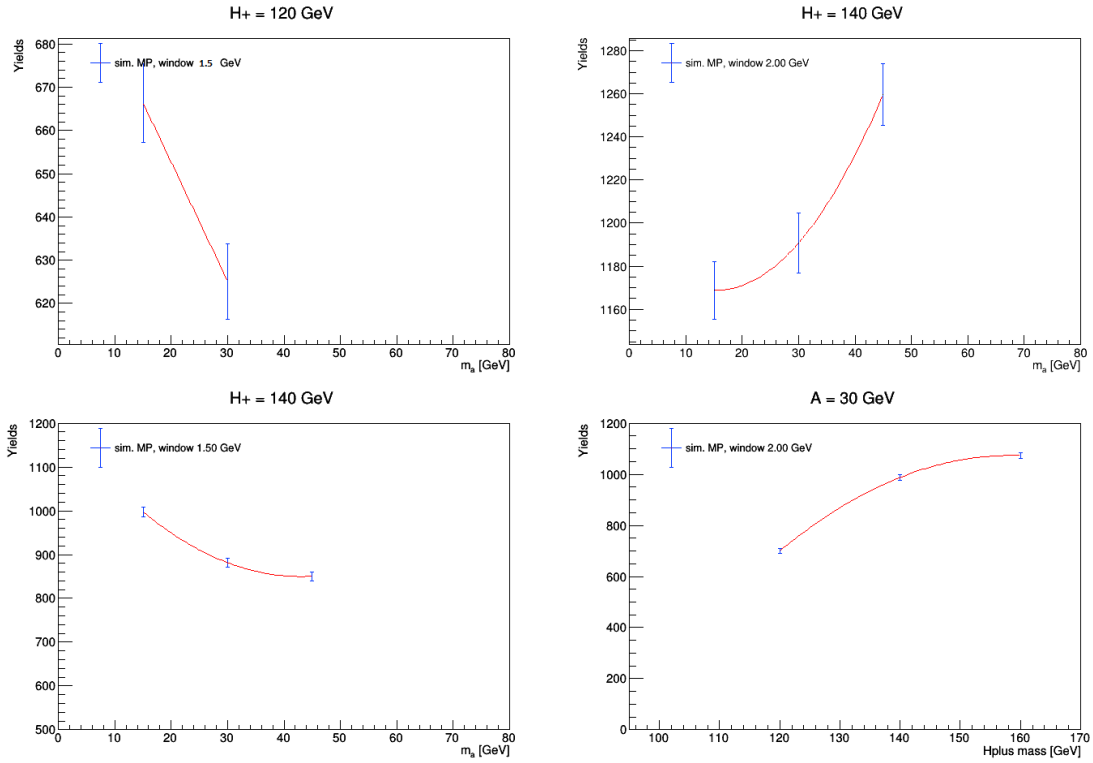 H+ = 120 GeV
Yields
sim. MP, window 1.5 GeV
680
670
660
650
640
630
620
0 10 20 30 40 50 60 70 80
m_a [GeV]
H+ = 140 GeV
Yields
sim. MP, window 2.00 GeV
1280
1260
1240
1220
1200
1180
1160
0 10 20 30 40 50 60 70 80
m_a [GeV]
H+ = 140 GeV
Yields
sim. MP, window 1.50 GeV
1200
1100
1000
900
800
700
600
500
0 10 20 30 40 50 60 70 80
m_a [GeV]
A = 30 GeV
Yields
sim. MP, window 2.00 GeV
1200
1000
800
600
400
200
0
100 110 120 130 140 150 160 170
Hplus mass [GeV]